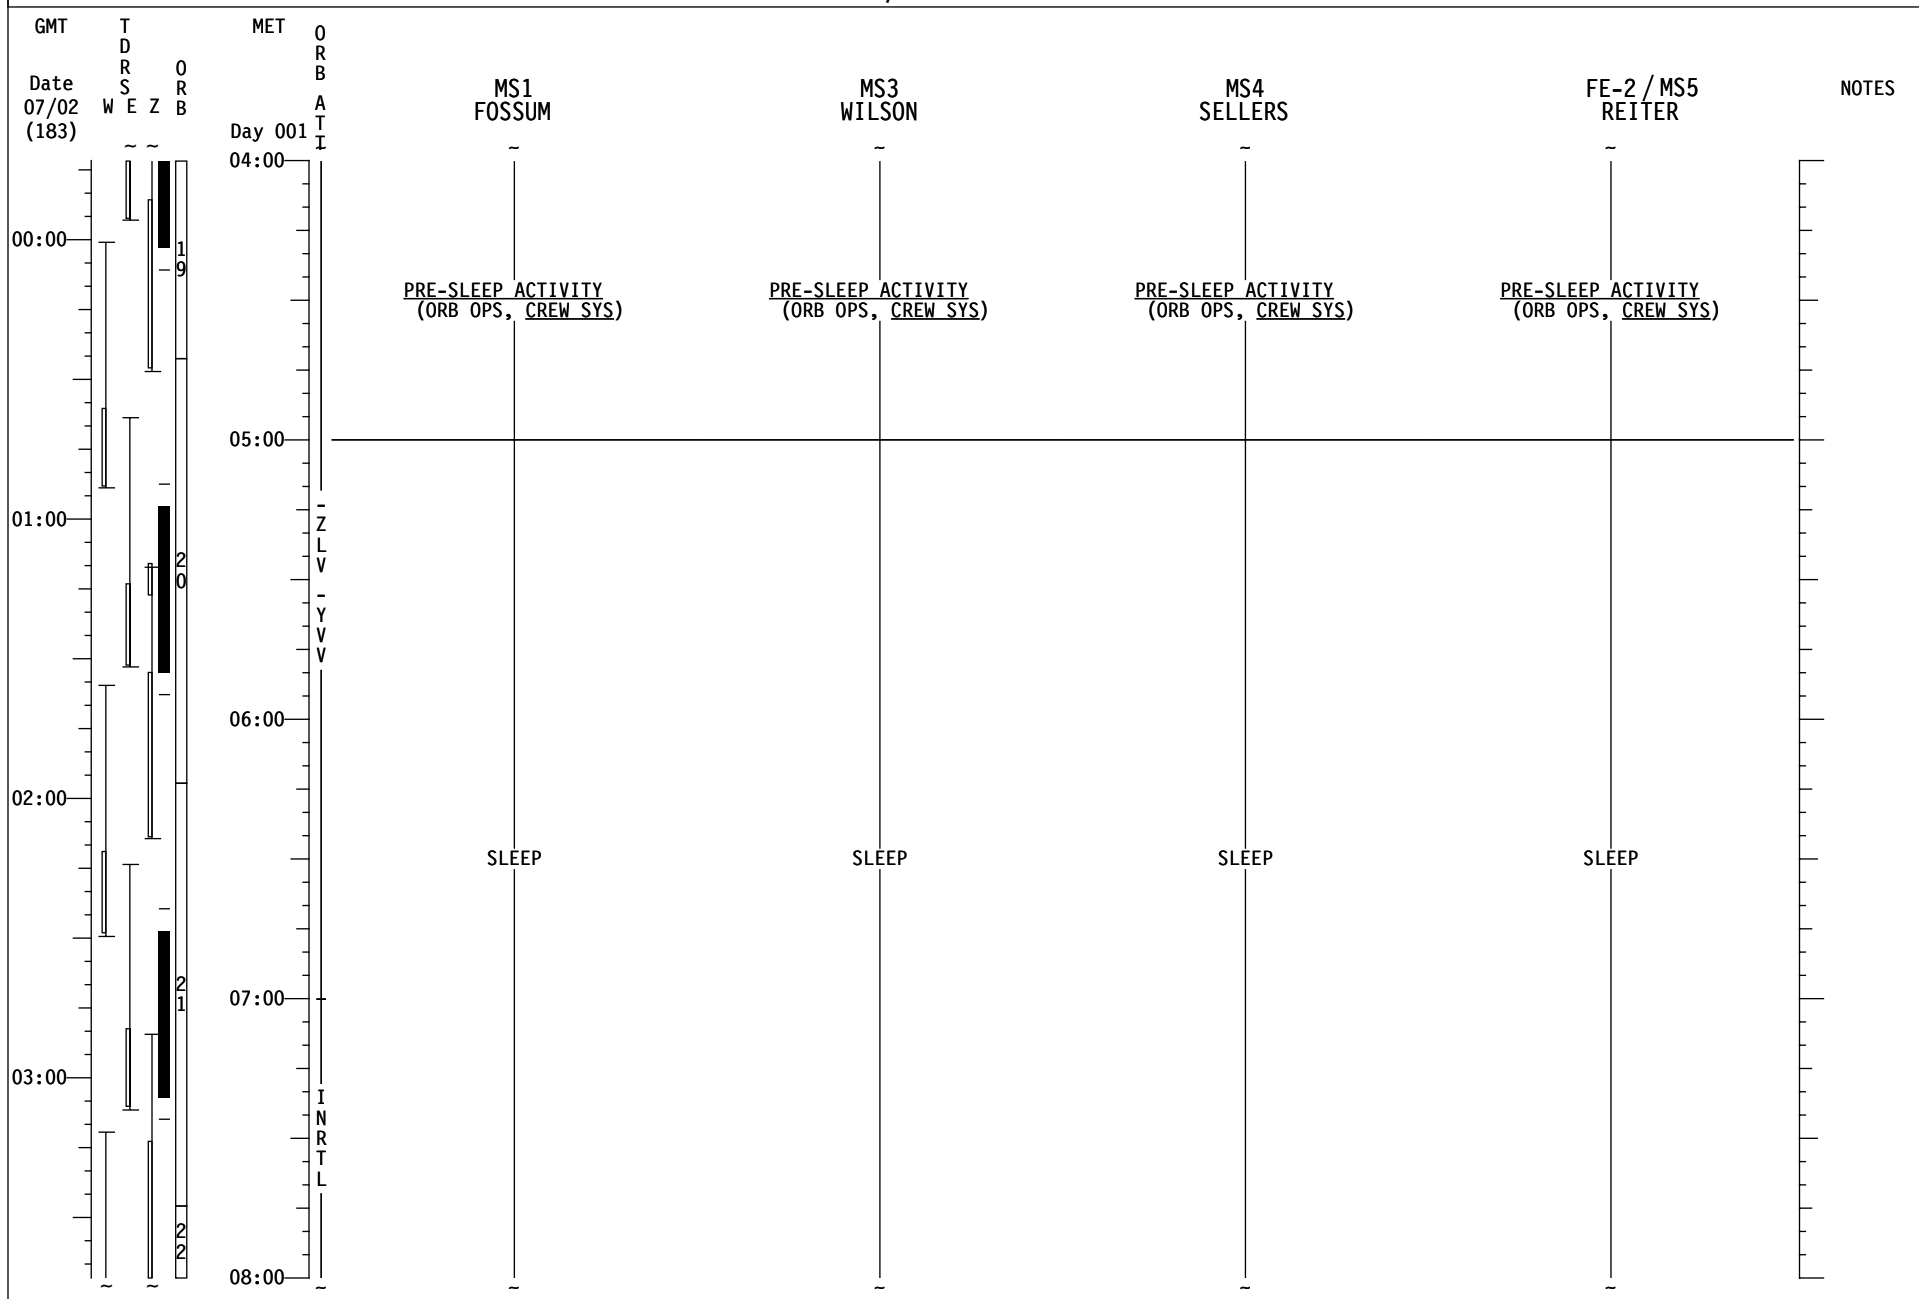 GMT
TDRS
MET
ORB ATT
ORB
Date
07/02
(183)
W E Z
Day 001
MS1
FOSSUM
MS3
WILSON
MS4
SELLERS
FE-2 / MS5
REITER
NOTES
~ ~ ~ ~ ~ ~
04:00
00:00
19
PRE-SLEEP ACTIVITY
(ORB OPS, CREW SYS)
PRE-SLEEP ACTIVITY
(ORB OPS, CREW SYS)
PRE-SLEEP ACTIVITY
(ORB OPS, CREW SYS)
PRE-SLEEP ACTIVITY
(ORB OPS, CREW SYS)
05:00
01:00
20
-ZLV -YVV
06:00
02:00
SLEEP
SLEEP
SLEEP
SLEEP
21
07:00
03:00
INRTL
22
08:00
~ ~ ~ ~ ~ ~ ~